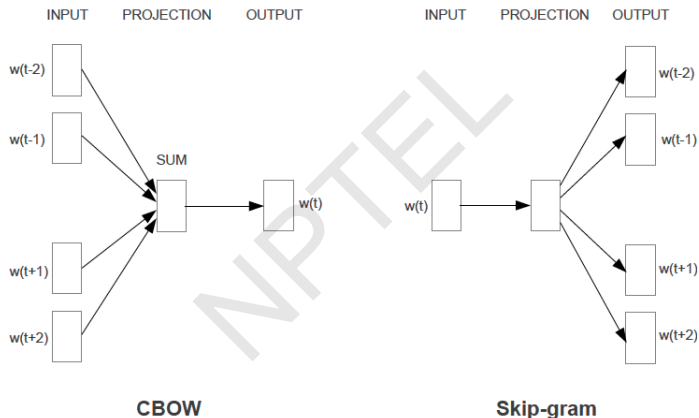 INPUT PROJECTION OUTPUT
w(t-2)
w(t-1)
SUM
w(t)
w(t+1)
w(t+2)
CBOW
INPUT PROJECTION OUTPUT
w(t-2)
w(t-1)
w(t)
w(t+1)
w(t+2)
Skip-gram
NPTEL